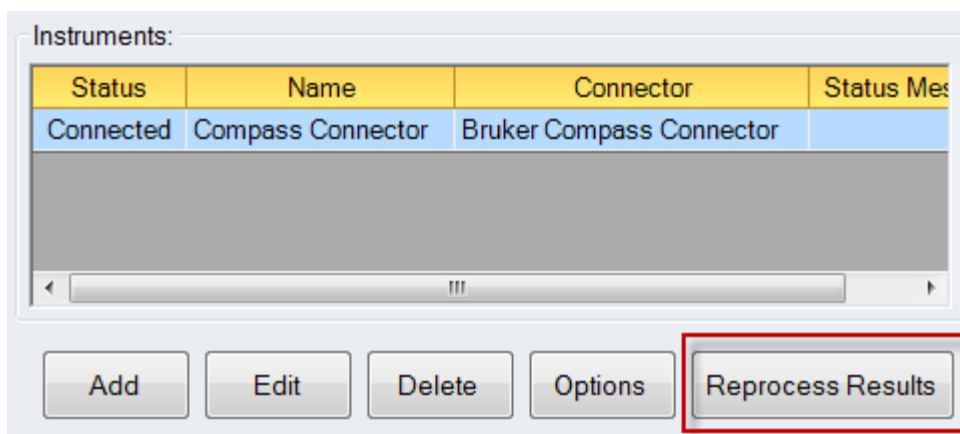 Instruments:
Status Name Connector Status Mes
Connected Compass Connector Bruker Compass Connector
Add Edit Delete Options Reprocess Results